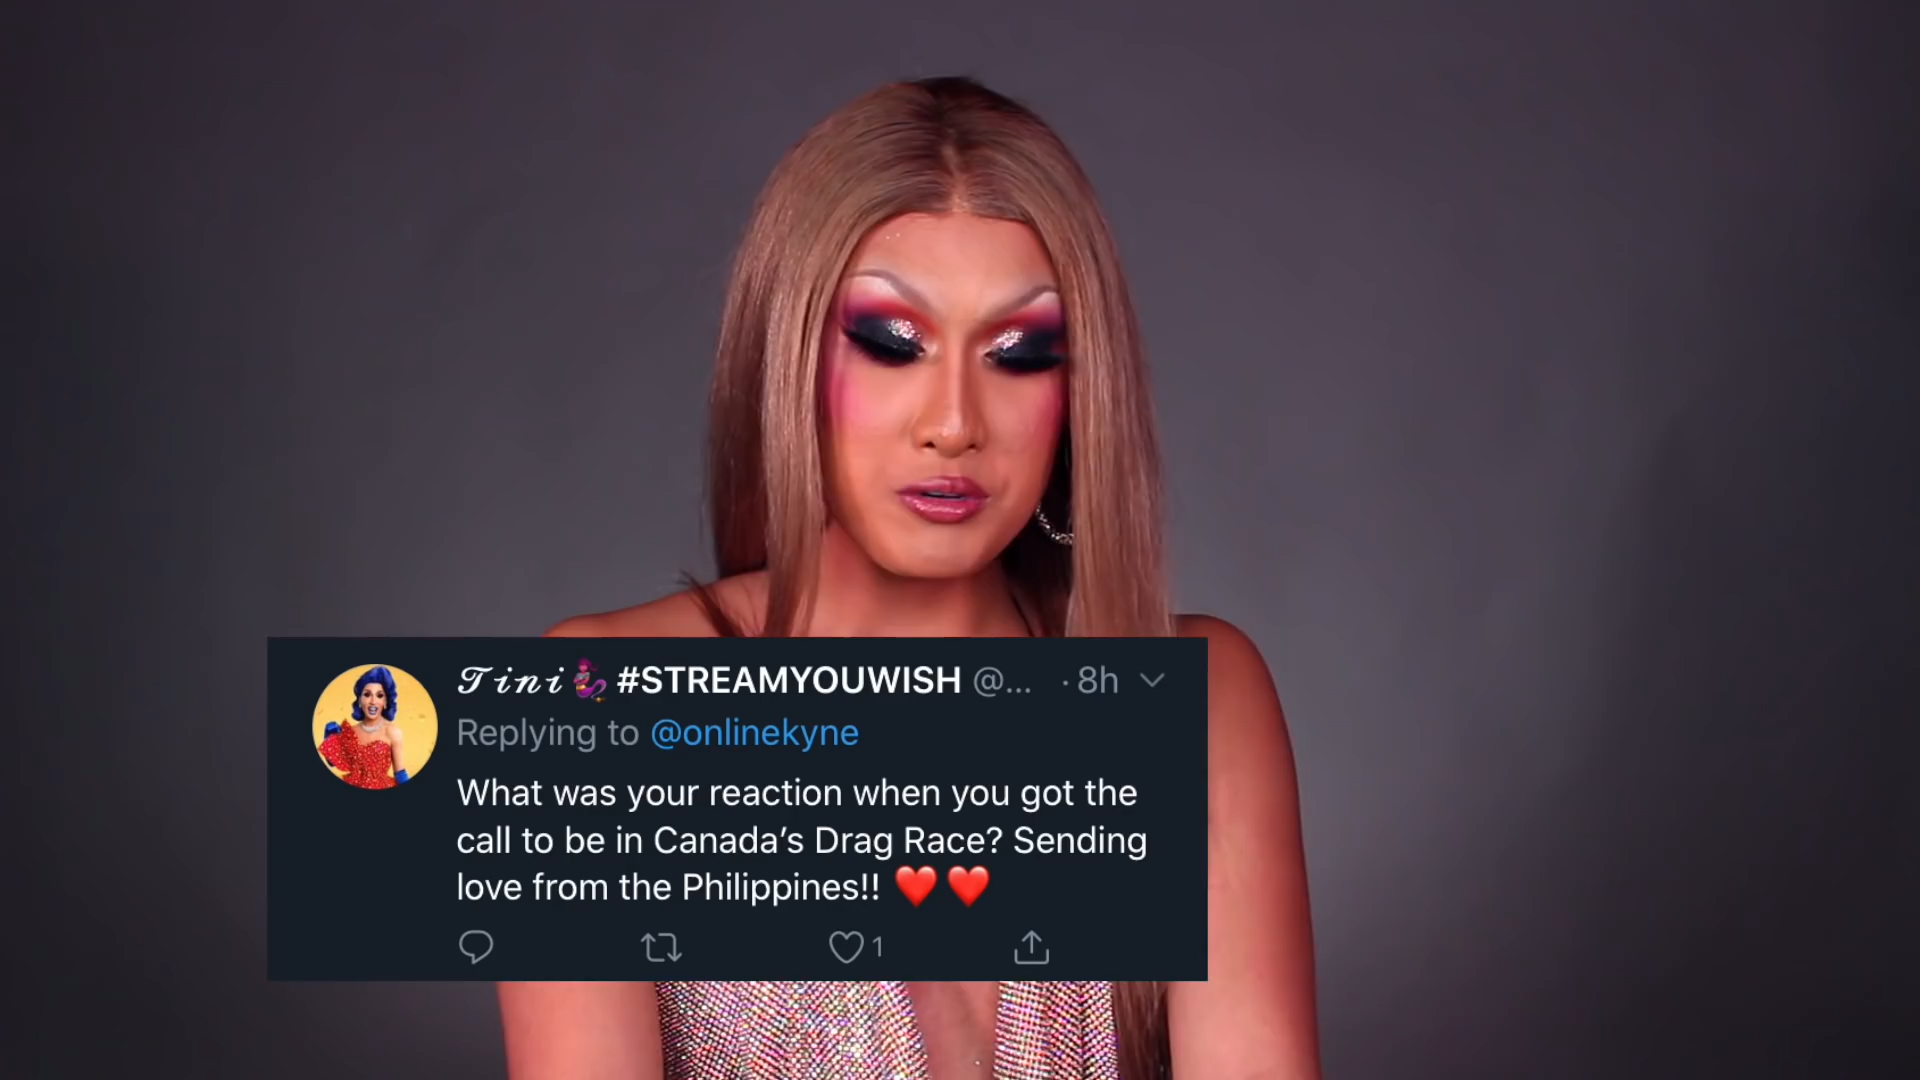 𝒯𝒾𝓃𝒾🧜🏾‍♀️ #STREAMYOUWISH @... · 8h
Replying to @onlinekyne
What was your reaction when you got the
call to be in Canada’s Drag Race? Sending
love from the Philippines!! ❤️❤️
1